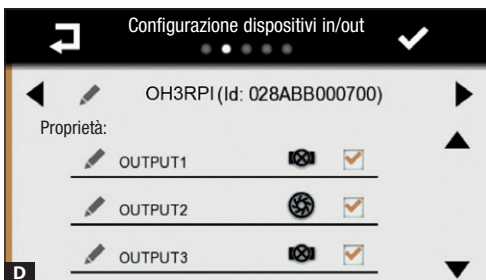 Configurazione dispositivi in/out
OH3RPI (Id: 028ABB000700)
Proprietà:
OUTPUT1
OUTPUT2
OUTPUT3
D